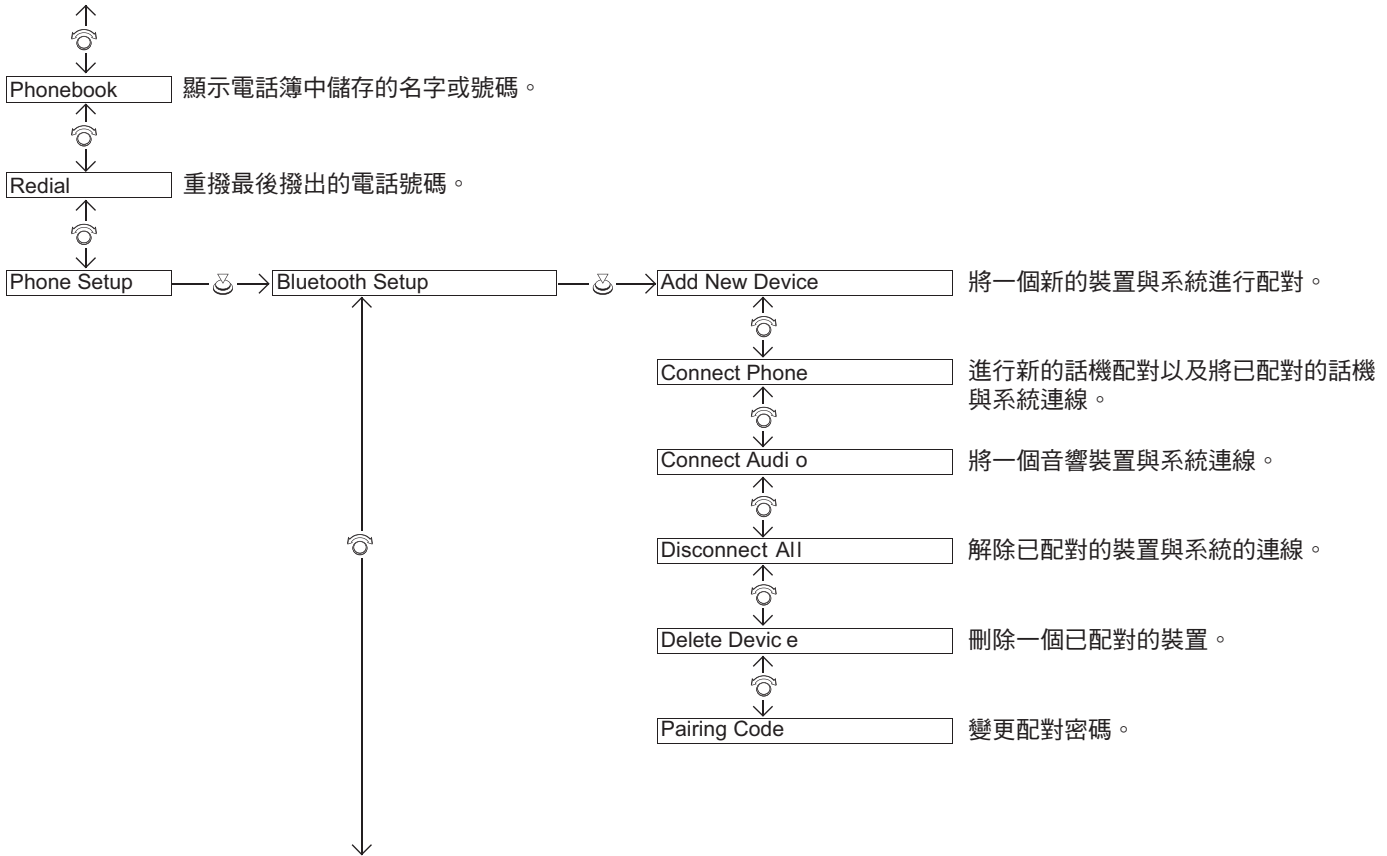 Phonebook 顯示電話簿中儲存的名字或號碼。
Redial 重撥最後撥出的電話號碼。
Phone Setup Bluetooth Setup Add New Device 將一個新的裝置與系統進行配對。
Connect Phone 進行新的話機配對以及將已配對的話機
與系統連線。
Connect Audi o 將一個音響裝置與系統連線。
Disconnect All 解除已配對的裝置與系統的連線。
Delete Devic e 刪除一個已配對的裝置。
Pairing Code 變更配對密碼。